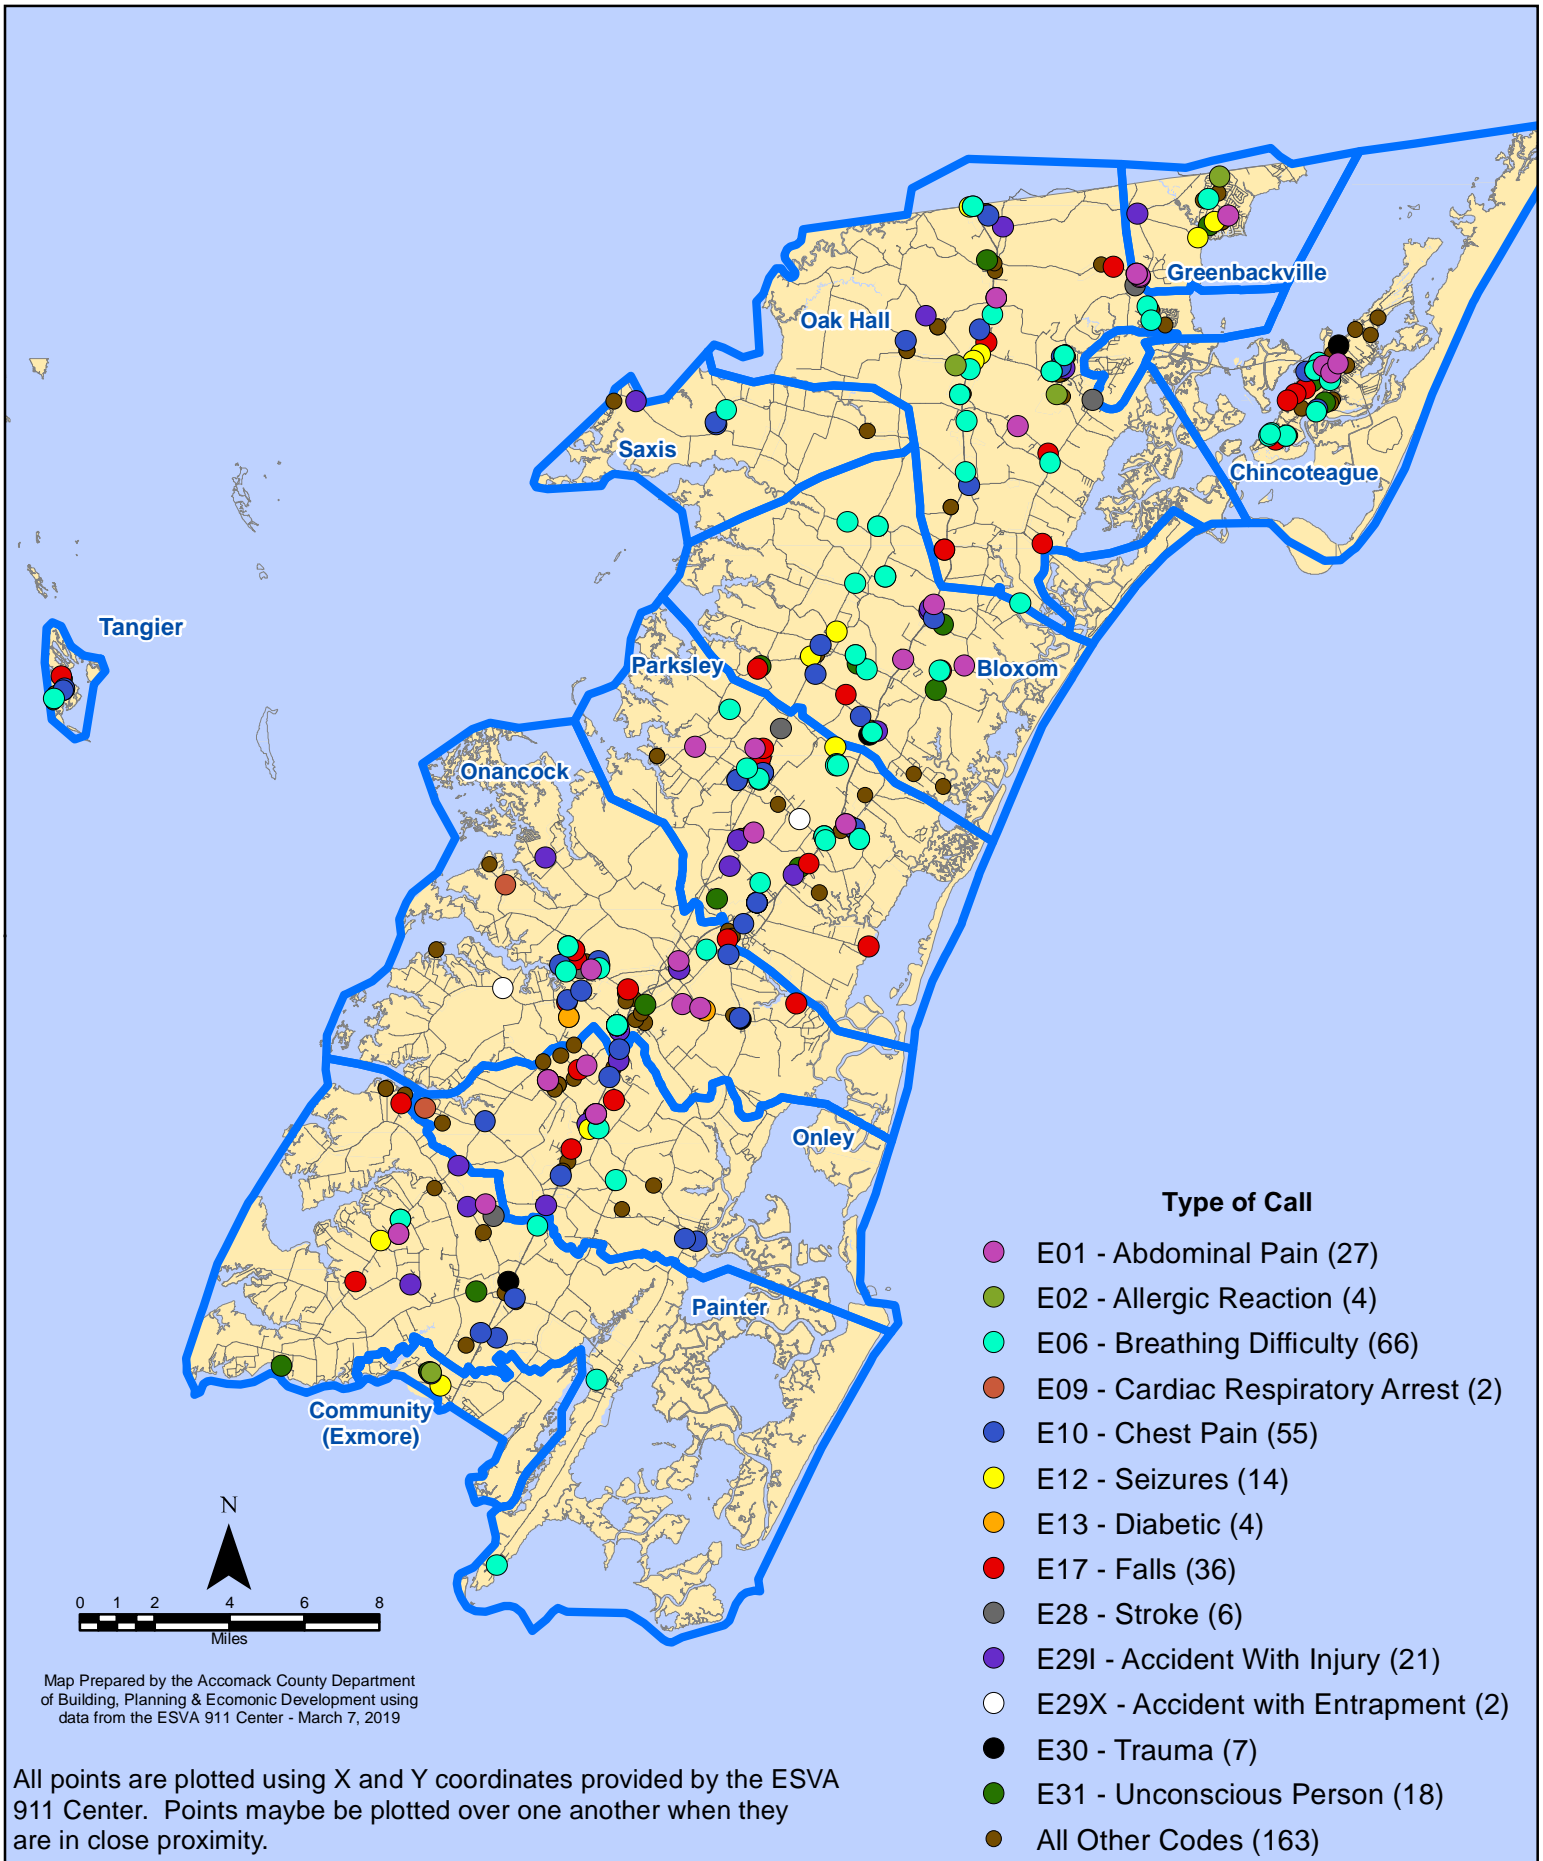 Greenbackville
Oak Hall
Saxis
Chincoteague
Tangier
Parksley
Bloxom
Onancock
Onley
Painter
Community
(Exmore)
Type of Call
E01 - Abdominal Pain (27)
E02 - Allergic Reaction (4)
E06 - Breathing Difficulty (66)
E09 - Cardiac Respiratory Arrest (2)
E10 - Chest Pain (55)
E12 - Seizures (14)
E13 - Diabetic (4)
E17 - Falls (36)
E28 - Stroke (6)
E29I - Accident With Injury (21)
E29X - Accident with Entrapment (2)
E30 - Trauma (7)
E31 - Unconscious Person (18)
All Other Codes (163)
N
0 1 2 4 6 8
Miles
Map Prepared by the Accomack County Department
of Building, Planning & Ecomonic Development using
data from the ESVA 911 Center - March 7, 2019
All points are plotted using X and Y coordinates provided by the ESVA
911 Center. Points maybe be plotted over one another when they
are in close proximity.